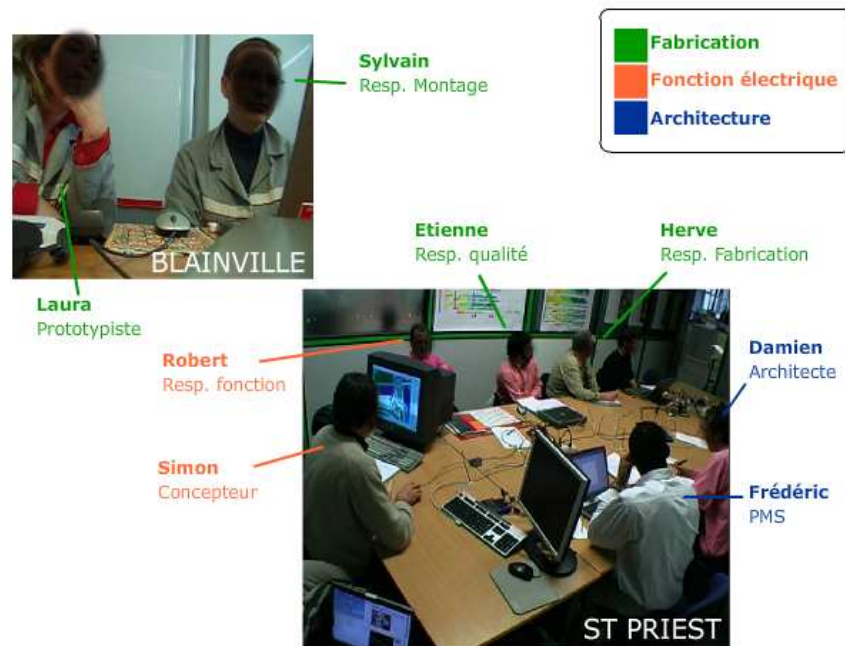 Fabrication
Fonction électrique
Architecture
Sylvain
Resp. Montage
BLAINVILLE
Laura
Prototypiste
Etienne
Resp. qualité
Herve
Resp. Fabrication
Robert
Resp. fonction
Damien
Architecte
Simon
Concepteur
Frédéric
PMS
ST PRIEST